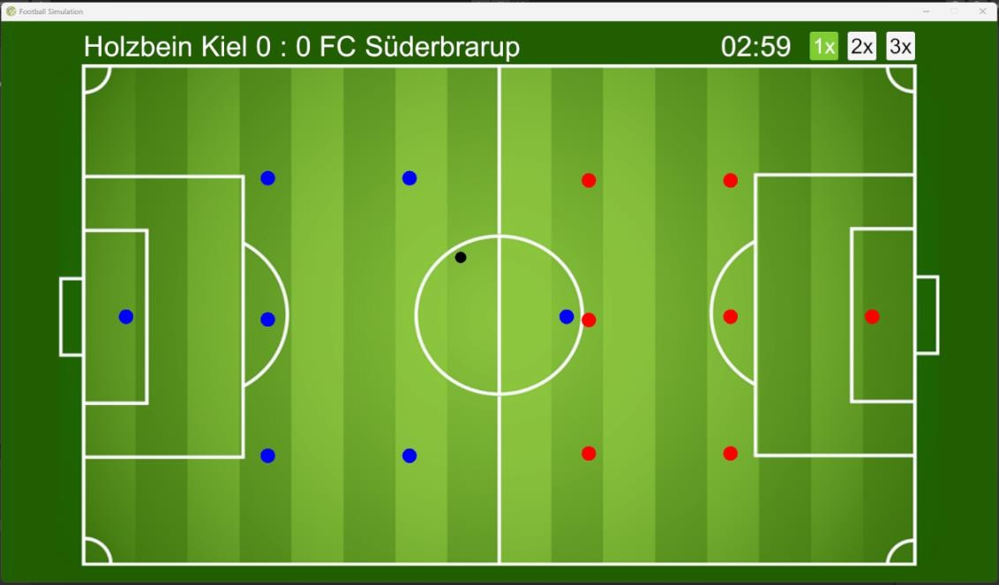 Football Simulation
Holzbein Kiel 0 : 0 FC Süderbrarup 02:59 1x 2x 3x